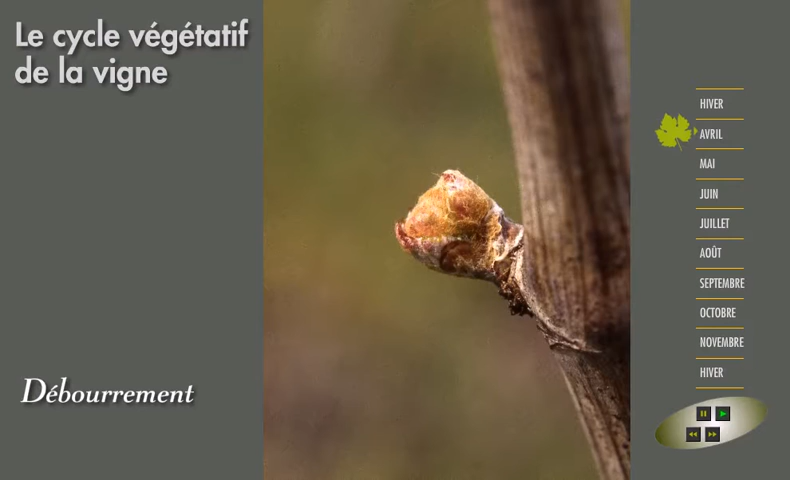 Le cycle végétatif
de la vigne
HIVER
AVRIL
MAI
JUIN
JUILLET
AOÛT
SEPTEMBRE
OCTOBRE
NOVEMBRE
HIVER
Débourrement